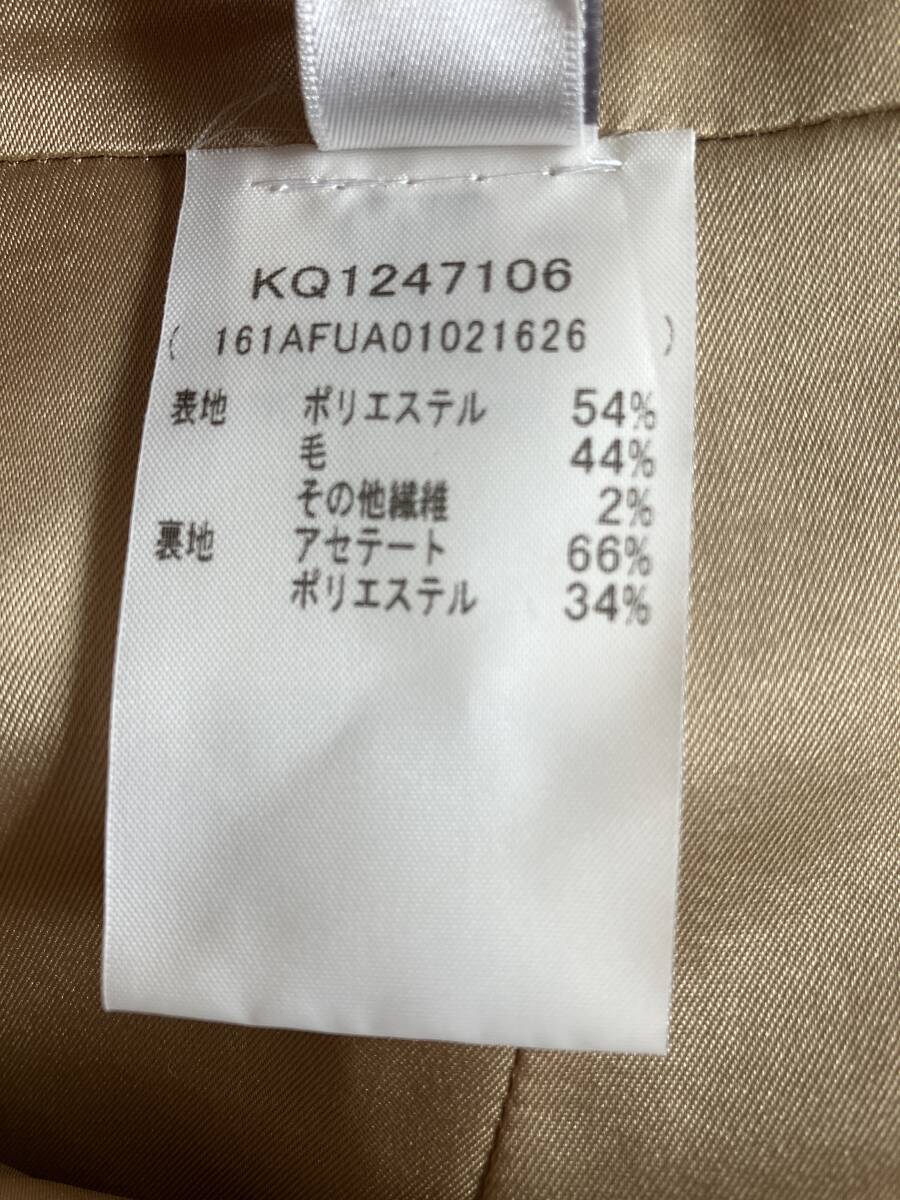 KQ1247106
( 161AFUA01021626 )
表地 ポリエステル 54%
毛 44%
その他繊維 2%
裏地 アセテート 66%
ポリエステル 34%